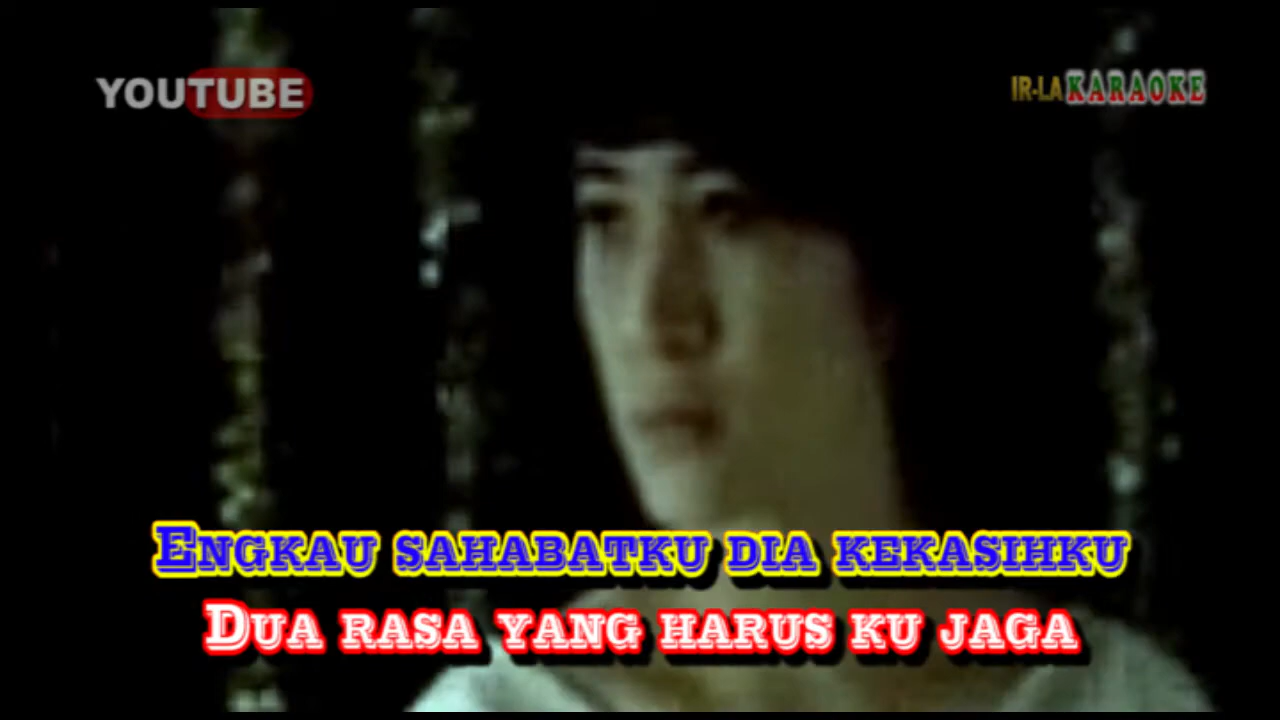 YOUTUBE
IR-LA KARAOKE
ENGKAU SAHABATKU DIA KEKASIHKU
DUA RASA YANG HARUS KU JAGA